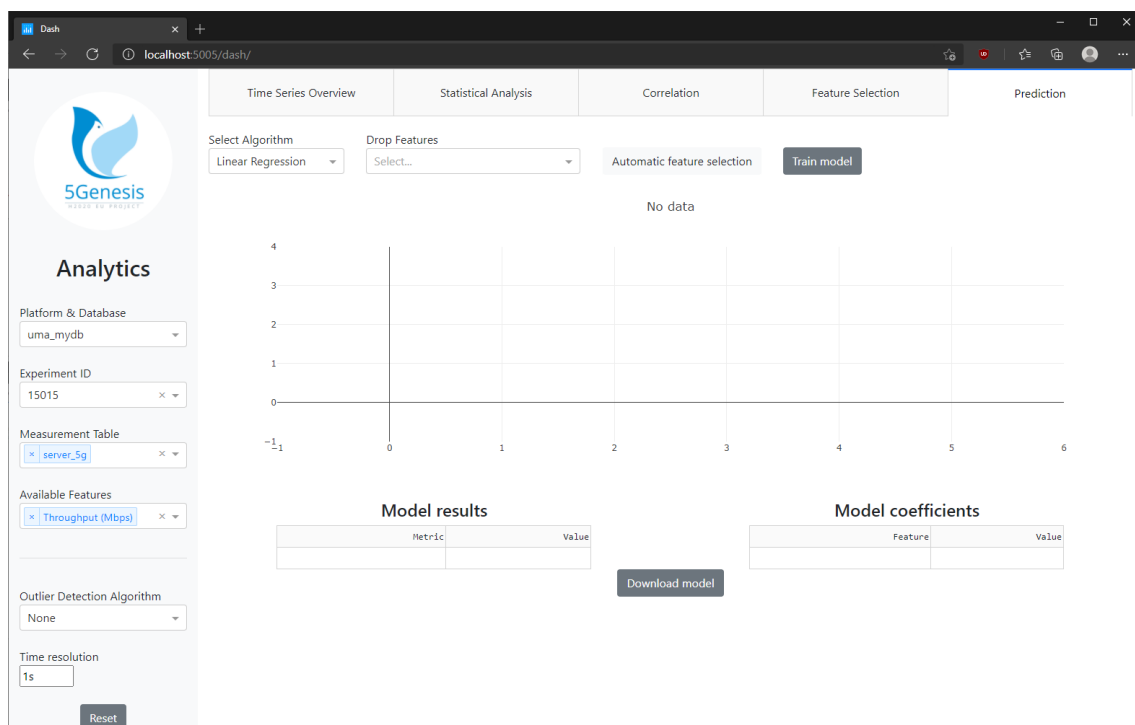 Dash
localhost:5005/dash/
5Genesis
H2020 EU PROJECT
Analytics
Platform & Database
uma_mydb
Experiment ID
15015
Measurement Table
× server_5g
Available Features
× Throughput (Mbps)
Outlier Detection Algorithm
None
Time resolution
1s
Reset
Time Series Overview Statistical Analysis Correlation Feature Selection Prediction
Select Algorithm Drop Features
Linear Regression Select... Automatic feature selection Train model
No data
4
3
2
1
0
−1
−1 0 1 2 3 4 5 6
Model results Model coefficients
Metric Value Feature Value
Download model